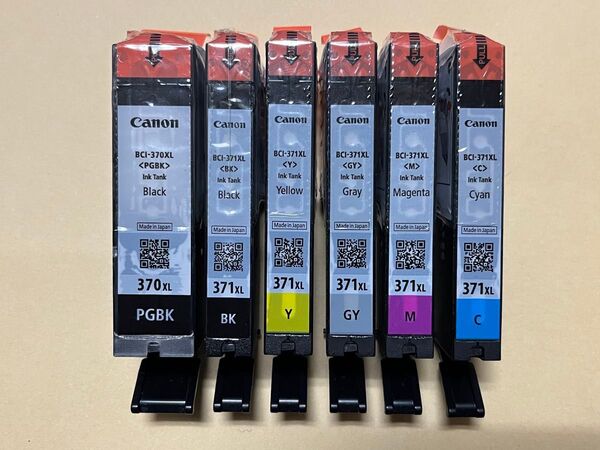 Canon
BCI-370XL
<PGBK>
Ink Tank
Black
Made in Japan
370XL
PGBK
Canon
BCI-371XL
<BK>
Ink Tank
Black
Made in Japan
371XL
BK
Canon
BCI-371XL
<Y>
Ink Tank
Yellow
Made in Japan
371XL
Y
Canon
BCI-371XL
<GY>
Ink Tank
Gray
Made in Japan
371XL
GY
PULL
Canon
BCI-371XL
<M>
Ink Tank
Magenta
Made in Japan
371XL
M
PULL
Canon
BCI-371XL
<C>
Ink Tank
Cyan
Made in Japan
371XL
C